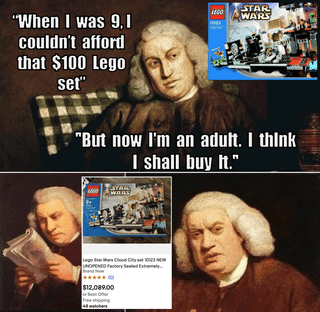 "When I was 9, I
couldn't afford
that $100 Lego
set"
LEGO
STAR
WARS
"But now I'm an adult. I think
I shall buy it."
LEGO
STAR
WARS
9+
Lego Star Wars Cloud City set 10123 NEW
UNOPENED Factory Sealed Extremely...
Brand New
$12,089.00
or Best Offer
Free shipping
48 watchers